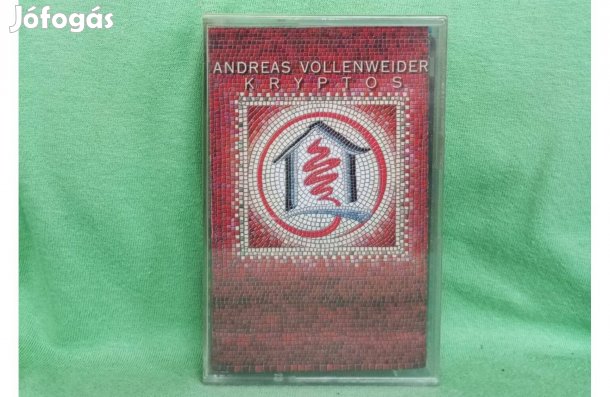 Jófogás
ANDREAS VOLLENWEIDER
KRYPTOS